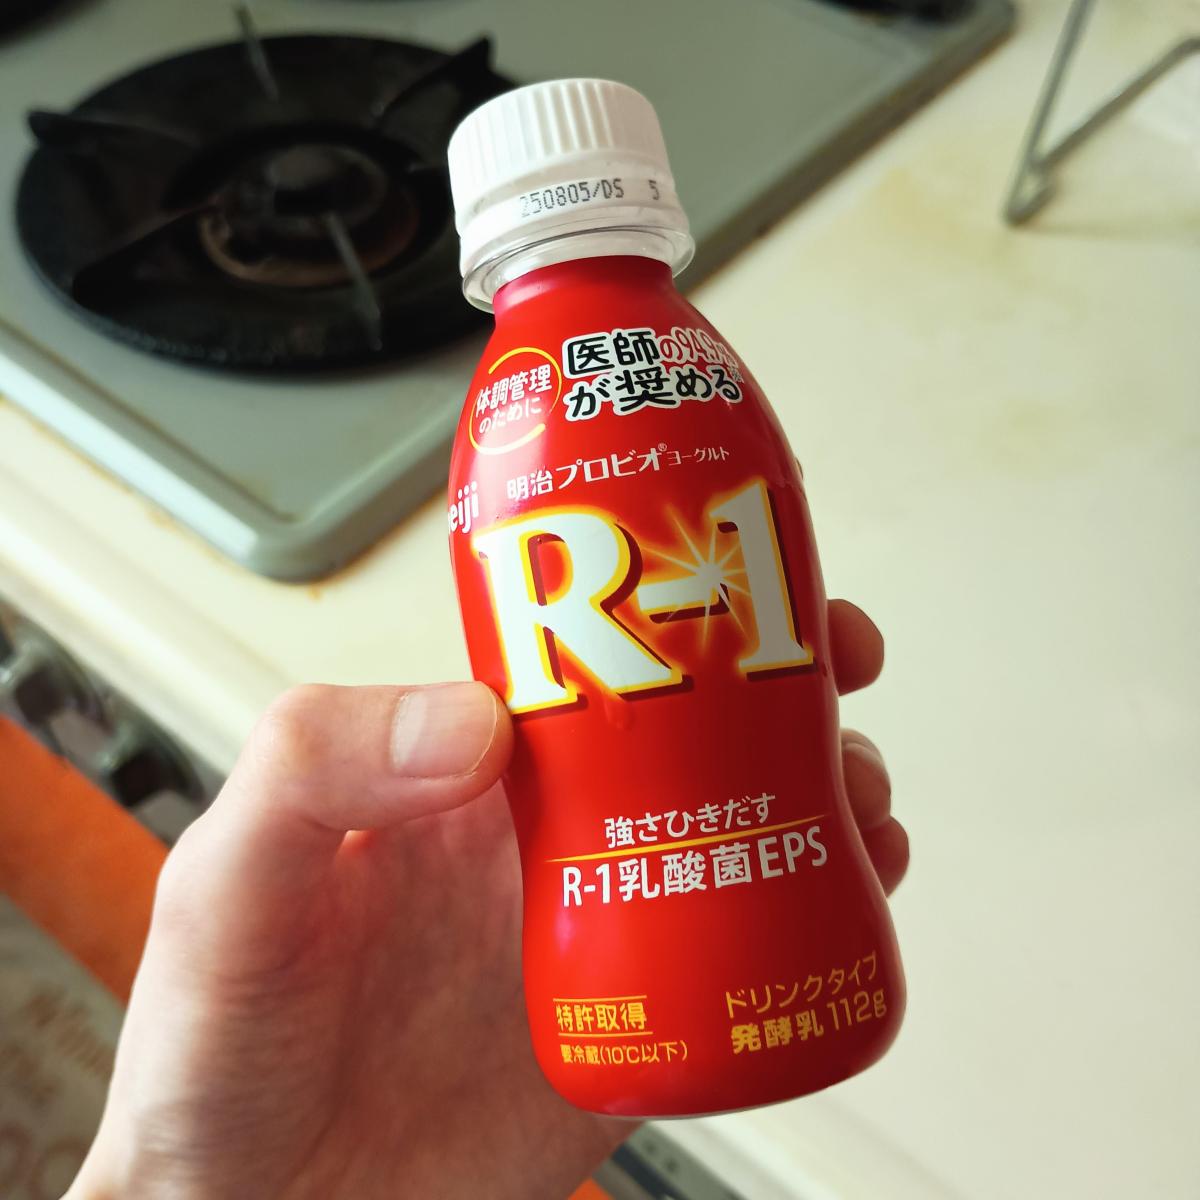 250805/DS 5
体調管理
のために
医師の94.9%
が奨める
明治プロビオ®ヨーグルト
eiji
R-1
強さひきだす
R-1乳酸菌EPS
特許取得
要冷蔵(10℃以下)
ドリンクタイプ
発酵乳 112g